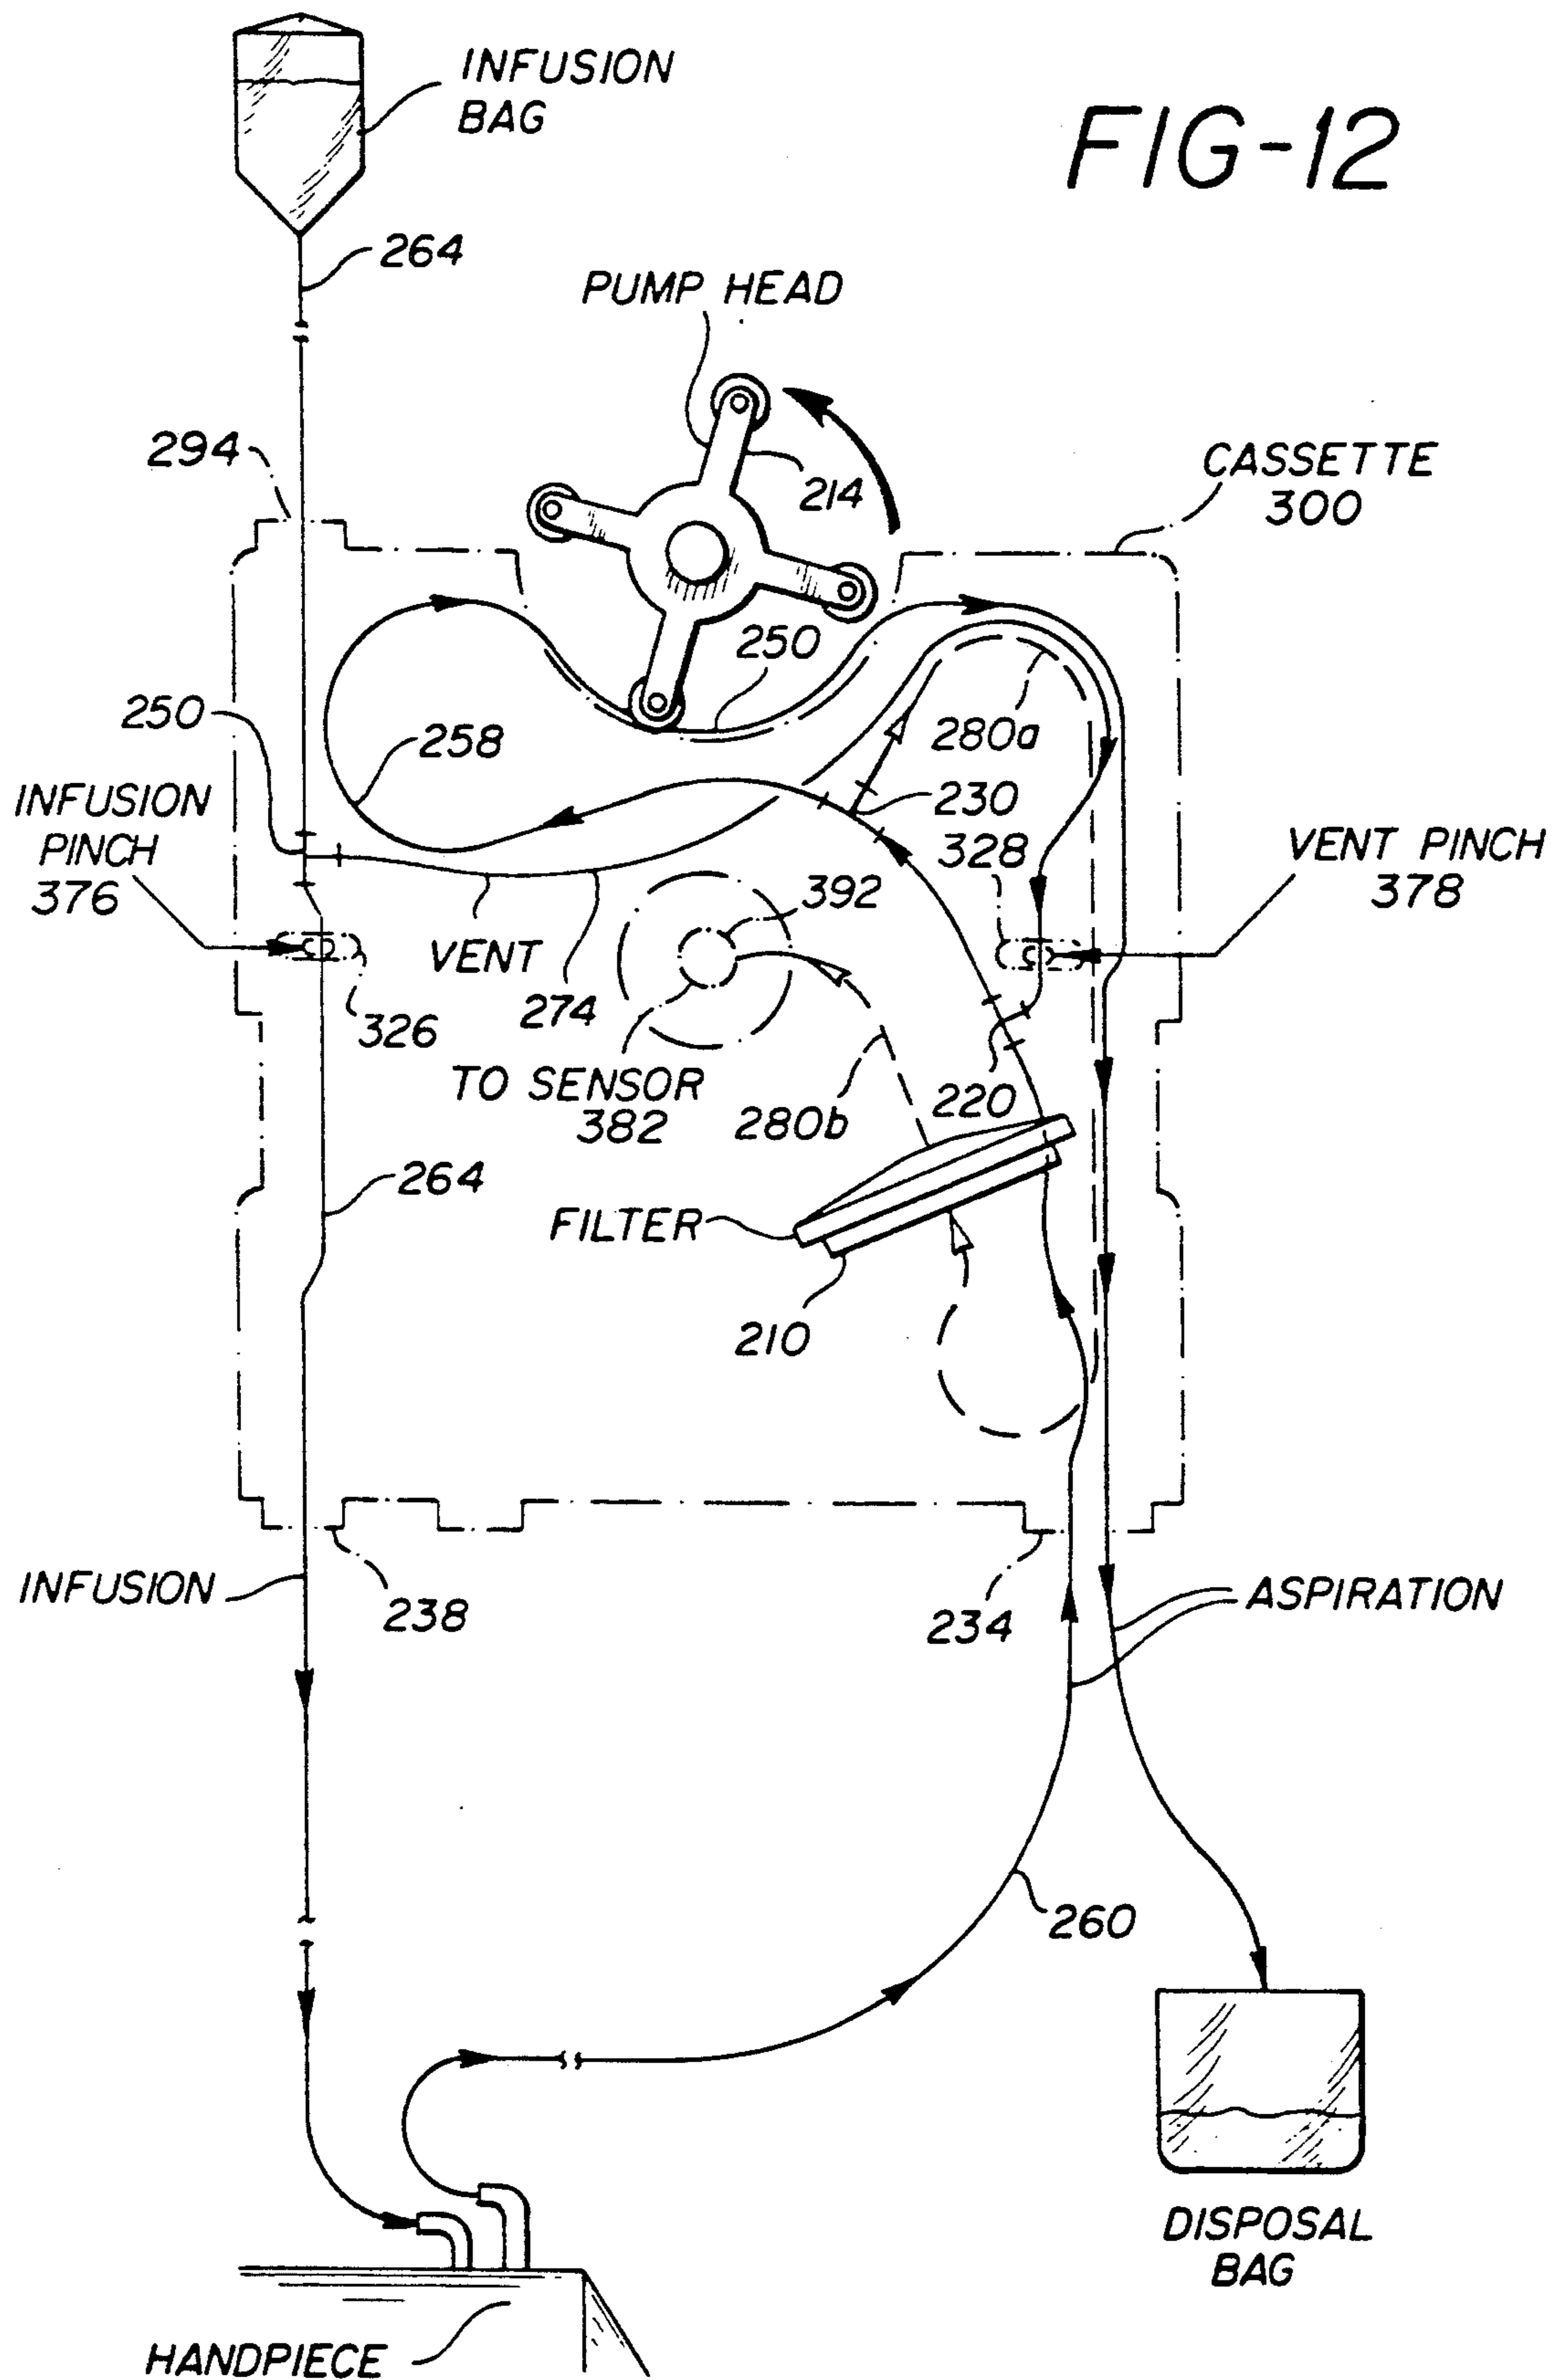 INFUSION
BAG
FIG-12
264
PUMP HEAD
294
214
CASSETTE
300
250
250
258
280a
INFUSION
PINCH
376
230
328
VENT PINCH
378
392
VENT
274
326
TO SENSOR
382
280b
220
264
FILTER
210
INFUSION
238
234
ASPIRATION
260
DISPOSAL
BAG
HANDPIECE